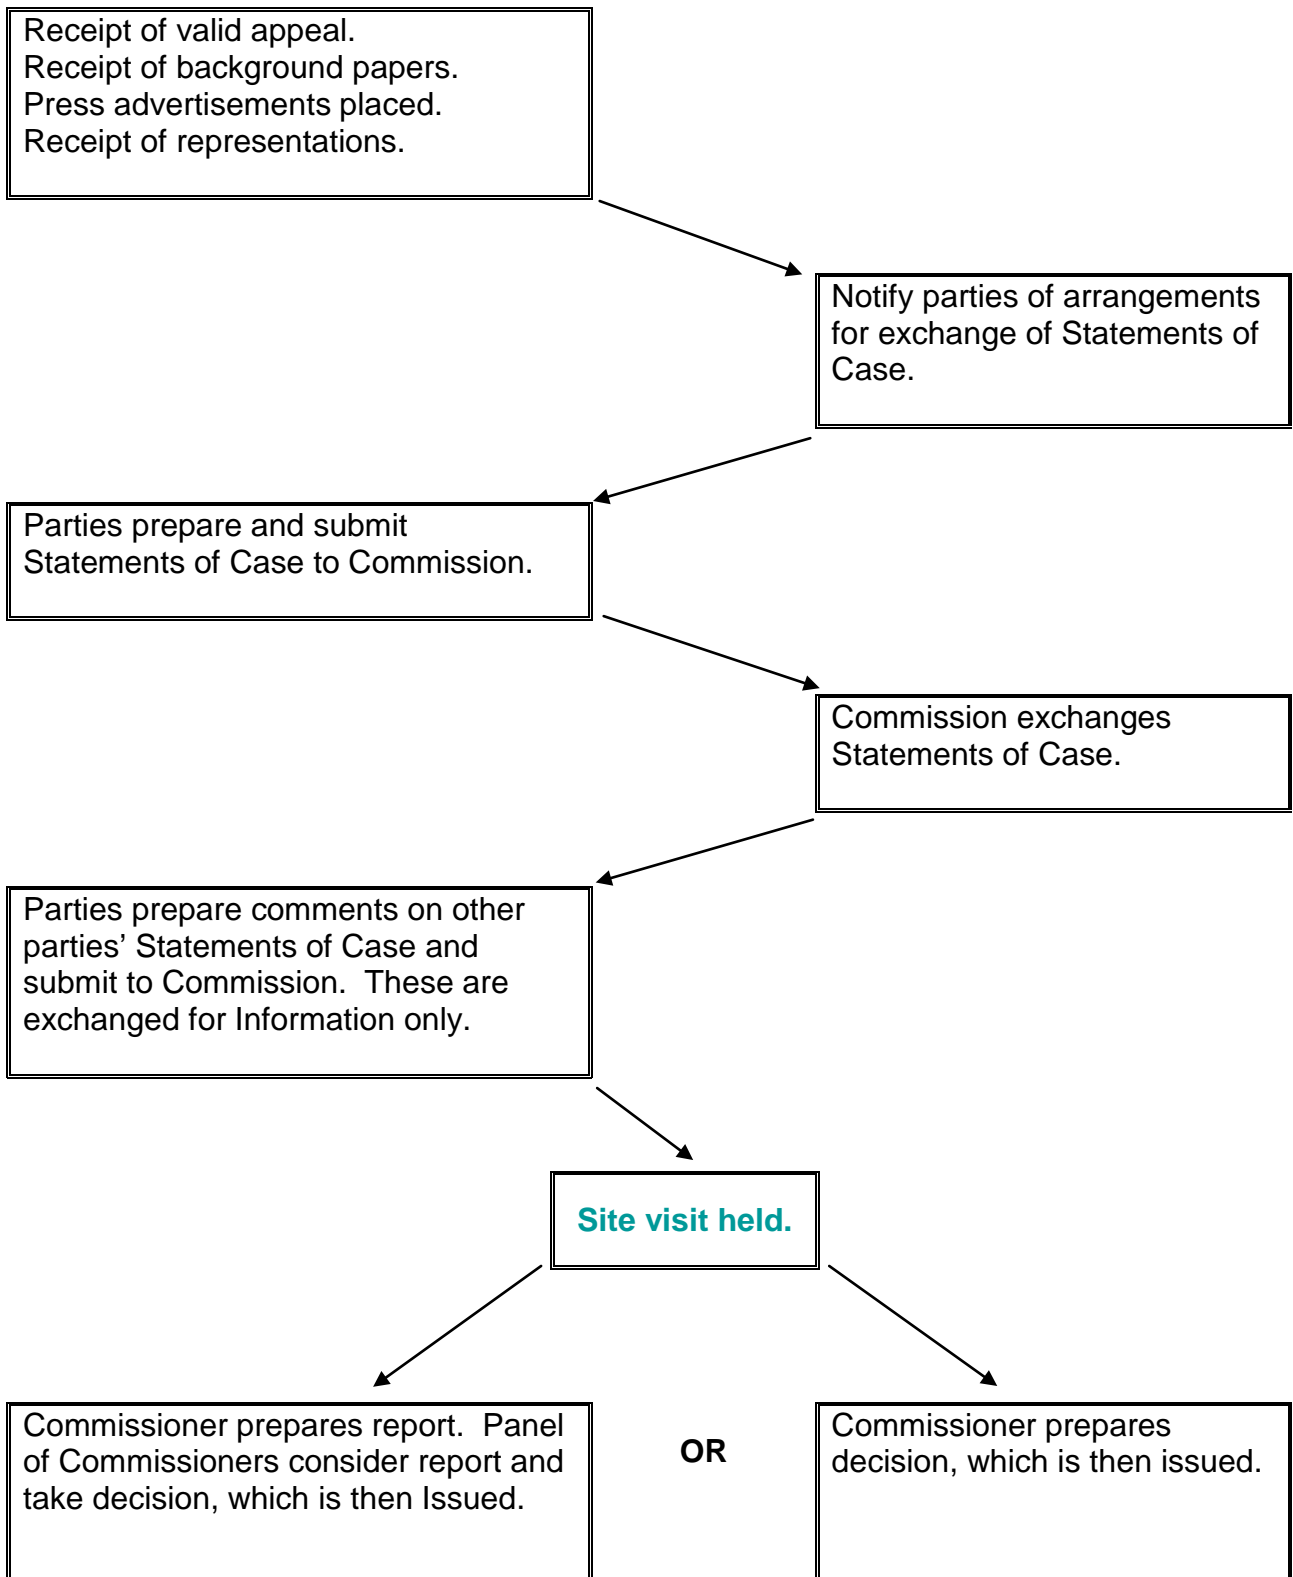 Receipt of valid appeal.
Receipt of background papers.
Press advertisements placed.
Receipt of representations.
Notify parties of arrangements
for exchange of Statements of
Case.
Parties prepare and submit
Statements of Case to Commission.
Commission exchanges
Statements of Case.
Parties prepare comments on other
parties’ Statements of Case and
submit to Commission.  These are
exchanged for Information only.
Site visit held.
Commissioner prepares report.  Panel
of Commissioners consider report and
take decision, which is then Issued.
OR
Commissioner prepares
decision, which is then issued.